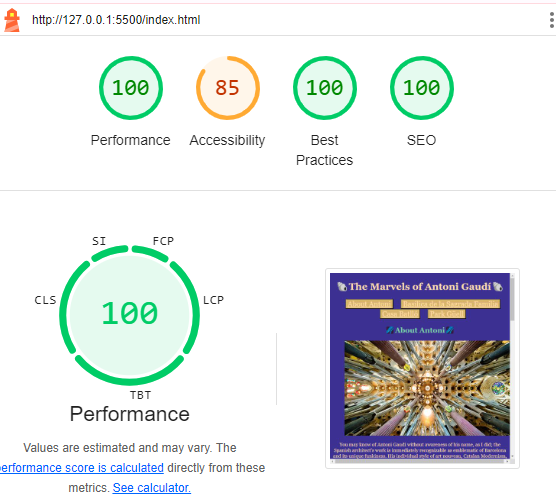 http://127.0.0.1:5500/index.html
100
85
100
100
Performance
Accessibility
Best
Practices
SEO
SI
FCP
CLS
LCP
100
TBT
Performance
Values are estimated and may vary. The
performance score is calculated directly from these
metrics. See calculator.
The Marvels of Antoni Gaudí
About Antoni
Basílica de la Sagrada Família
Casa Batlló
Park Güell
About Antoni
You may know of Antoni Gaudí without awareness of his name, as I did; the
Spanish architect's work is immediately recognisable as emblematic of Barcelona
and its unique funkiness. His individual style of art nouveau, Catalan Modernism,